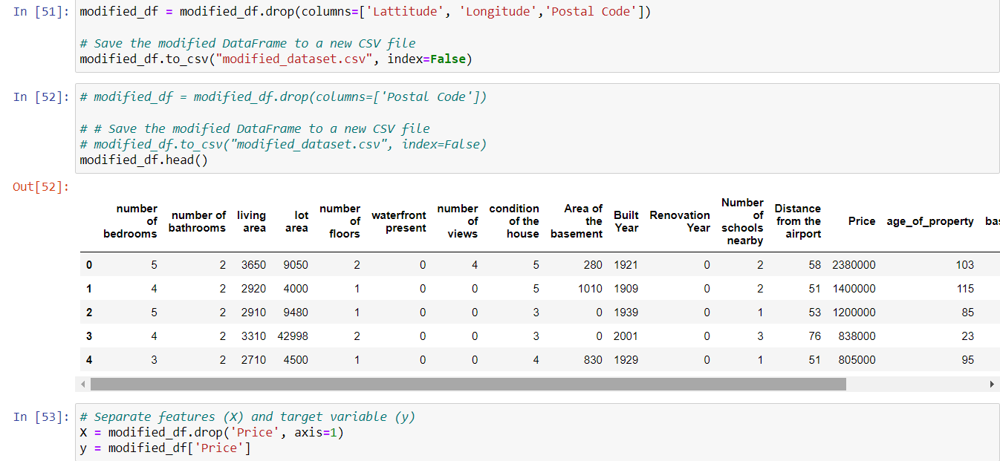 In [51]: modified_df = modified_df.drop(columns=['Lattitude', 'Longitude','Postal Code'])
# Save the modified DataFrame to a new CSV file
modified_df.to_csv("modified_dataset.csv", index=False)
In [52]: # modified_df = modified_df.drop(columns=['Postal Code'])
# # Save the modified DataFrame to a new CSV file
# modified_df.to_csv("modified_dataset.csv", index=False)
modified_df.head()
Out[52]:
number of bedrooms number of bathrooms living area lot area number of floors waterfront present number of views condition of the house Area of the basement Built Year Renovation Year Number of schools nearby Distance from the airport Price age_of_property
0 5 2 3650 9050 2 0 4 5 280 1921 0 2 58 2380000 103
1 4 2 2920 4000 1 0 0 5 1010 1909 0 2 51 1400000 115
2 5 2 2910 9480 1 0 0 3 0 1939 0 1 53 1200000 85
3 4 2 3310 42998 2 0 0 3 0 2001 0 3 76 838000 23
4 3 2 2710 4500 1 0 0 4 830 1929 0 1 51 805000 95
In [53]: # Separate features (X) and target variable (y)
X = modified_df.drop('Price', axis=1)
y = modified_df['Price']